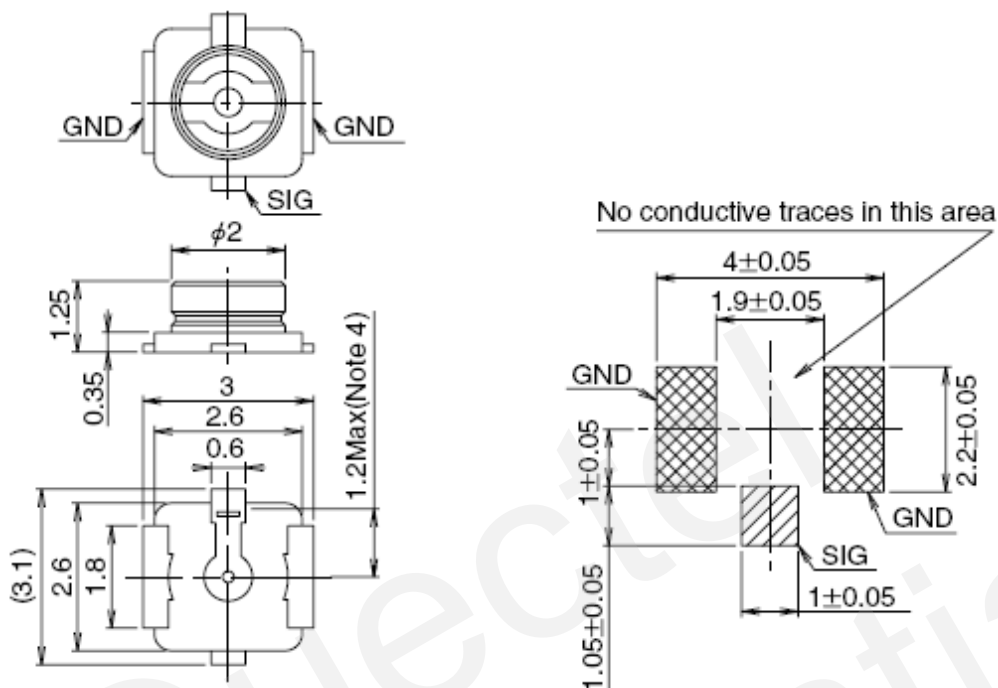 GND
GND
SIG
ϕ2
1.25
0.35
3
2.6
0.6
1.2Max(Note 4)
(3.1)
2.6
1.8
No conductive traces in this area
4±0.05
1.9±0.05
GND
2.2±0.05
1±0.05
GND
SIG
1±0.05
1.05±0.05
Quectel